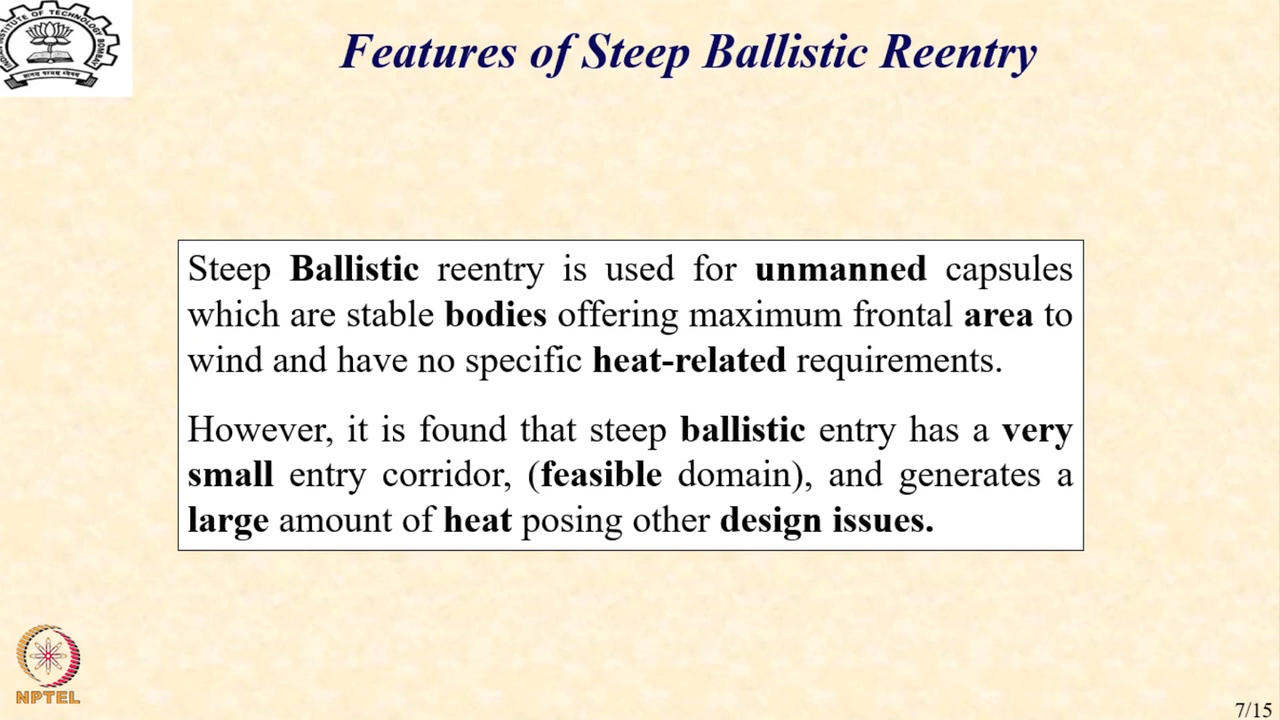 Features of Steep Ballistic Reentry
Steep Ballistic reentry is used for unmanned capsules
which are stable bodies offering maximum frontal area to
wind and have no specific heat-related requirements.
However, it is found that steep ballistic entry has a very
small entry corridor, (feasible domain), and generates a
large amount of heat posing other design issues.
NPTEL
7/15